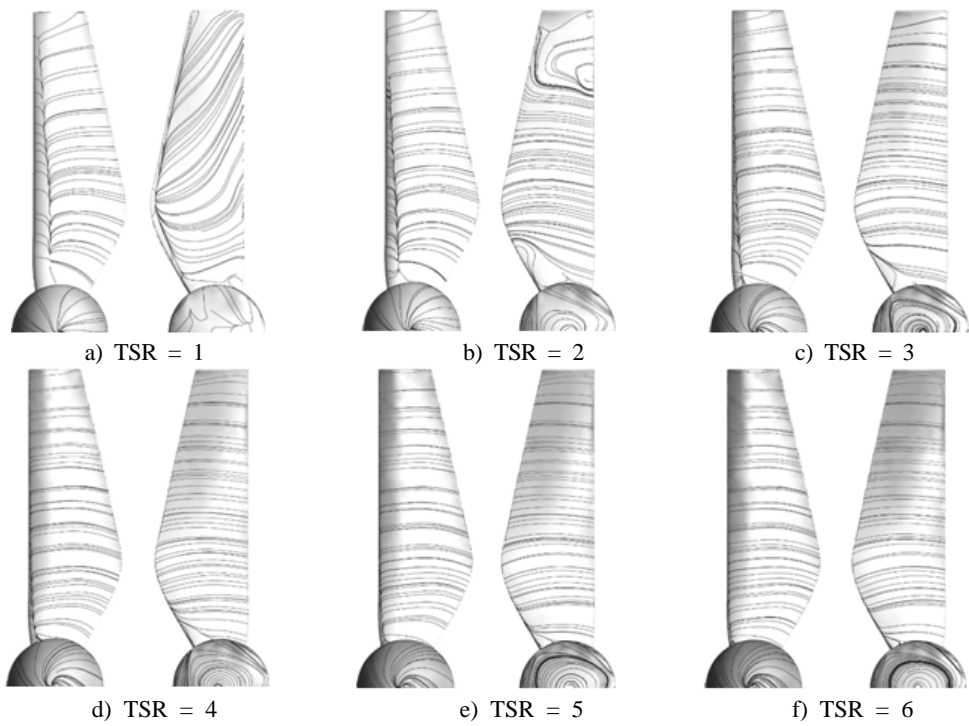 a) TSR = 1
b) TSR = 2
c) TSR = 3
d) TSR = 4
e) TSR = 5
f) TSR = 6